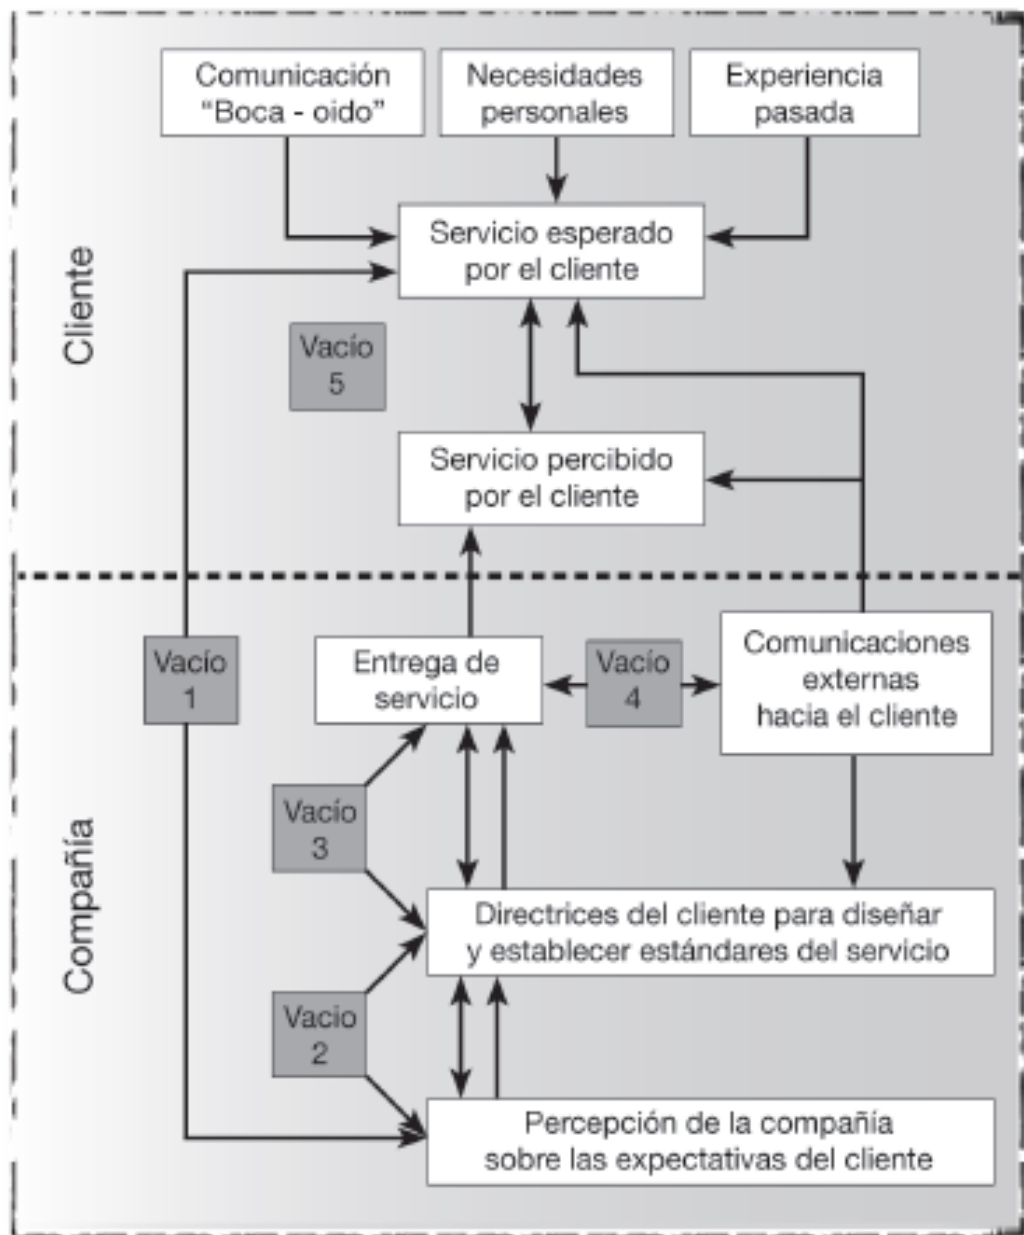 Comunicación
“Boca - oido”
Necesidades
personales
Experiencia
pasada
Servicio esperado
por el cliente
Cliente
Vacío
5
Servicio percibido
por el cliente
Vacío
1
Entrega de
servicio
Vacío
4
Comunicaciones
externas
hacia el cliente
Vacío
3
Compañía
Directrices del cliente para diseñar
y establecer estándares del servicio
Vacio
2
Percepción de la compañía
sobre las expectativas del cliente